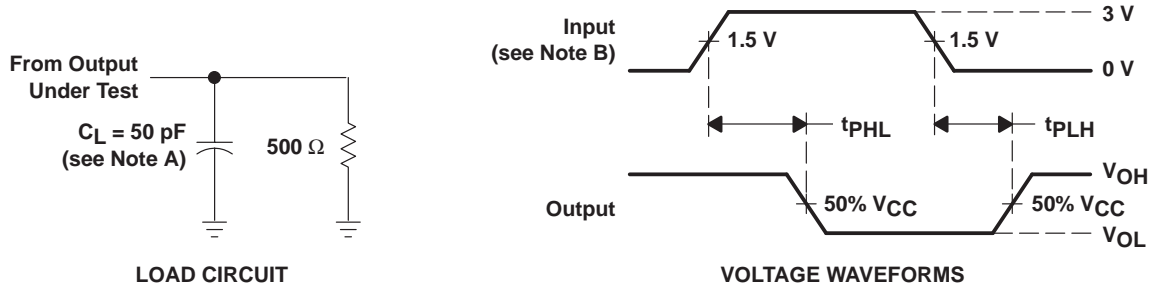 From Output
Under Test
CL = 50 pF
(see Note A)
500 Ω
LOAD CIRCUIT
Input
(see Note B)
1.5 V
1.5 V
3 V
0 V
tPHL
tPLH
Output
50% VCC
50% VCC
VOH
VOL
VOLTAGE WAVEFORMS